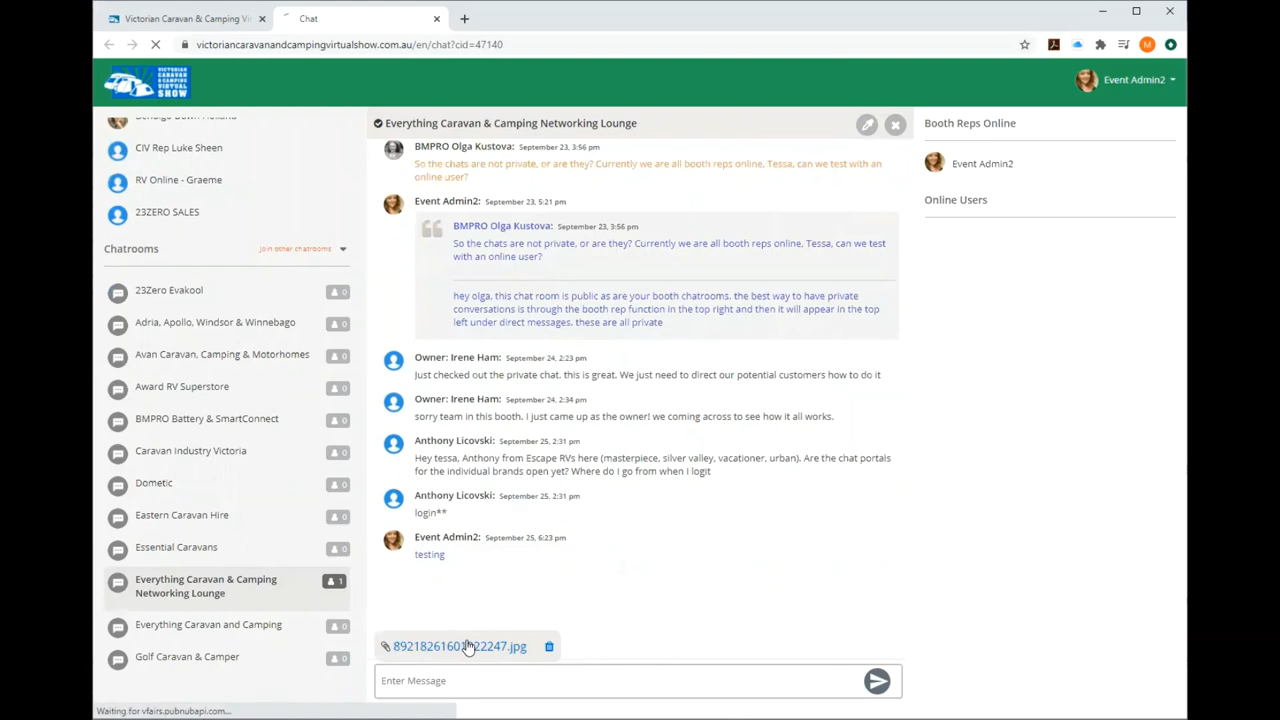 Victorian Caravan & Camping Vi
Chat
victoriancaravanandcampingvirtualshow.com.au/en/chat?cid=47140
M
VICTORIAN
CARAVAN
& CAMPING
VIRTUAL
SHOW
Event Admin2
CIV Rep Luke Sheen
RV Online - Graeme
23ZERO SALES
Chatrooms
Join other chatrooms
23Zero Evakool
0
Adria, Apollo, Windsor & Winnebago
0
Avan Caravan, Camping & Motorhomes
0
Award RV Superstore
0
BMPRO Battery & SmartConnect
0
Caravan Industry Victoria
0
Dometic
0
Eastern Caravan Hire
0
Essential Caravans
0
Everything Caravan & Camping
Networking Lounge
1
Everything Caravan and Camping
0
Golf Caravan & Camper
0
Everything Caravan & Camping Networking Lounge
BMPRO Olga Kustova: September 23, 3:56 pm
So the chats are not private, or are they? Currently we are all booth reps online, Tessa, can we test with an
online user?
Event Admin2: September 23, 5:21 pm
BMPRO Olga Kustova: September 23, 3:56 pm
So the chats are not private, or are they? Currently we are all booth reps online, Tessa, can we test
with an online user?
hey olga, this chat room is public as are your booth chatrooms. the best way to have private
conversations is through the booth rep function in the top right and then it will appear in the top
left under direct messages. these are all private
Owner: Irene Ham: September 24, 2:23 pm
Just checked out the private chat. this is great. We just need to direct our potential customers how to do it
Owner: Irene Ham: September 24, 2:34 pm
sorry team in this booth. I just came up as the owner! we coming across to see how it all works.
Anthony Licovski: September 25, 2:31 pm
Hey tessa, Anthony from Escape RVs here (masterpiece, silver valley, vacationer, urban). Are the chat portals
for the individual brands open yet? Where do I go from when I logit
Anthony Licovski: September 25, 2:31 pm
login**
Event Admin2: September 25, 6:23 pm
testing
Enter Message
Booth Reps Online
Event Admin2
Online Users
Waiting for vfairs.pubnubapi.com...